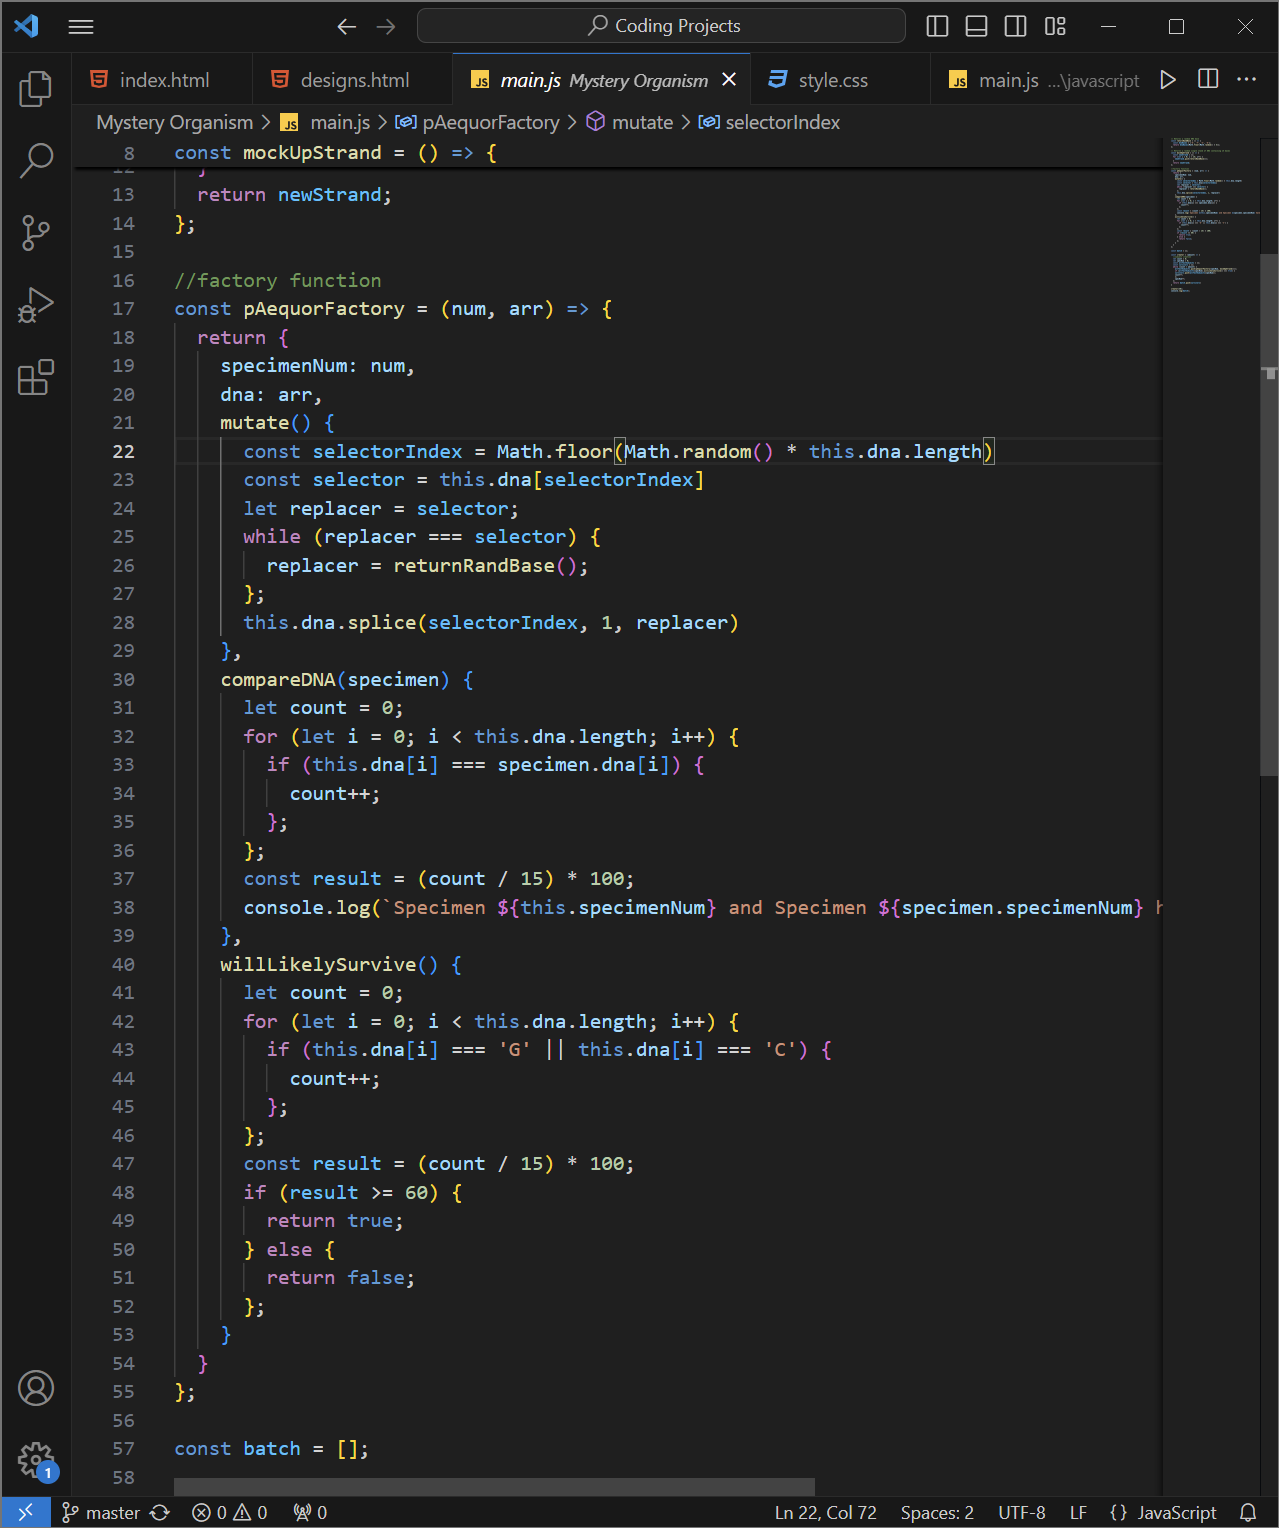 Coding Projects
index.html
designs.html
JS main.js Mystery Organism
style.css
JS main.js ...\javascript
Mystery Organism > JS main.js > pAequorFactory > mutate > selectorIndex
8 const mockUpStrand = () => {
12 }
13 return newStrand;
14 };
15
16 //factory function
17 const pAequorFactory = (num, arr) => {
18 return {
19 specimenNum: num,
20 dna: arr,
21 mutate() {
22 const selectorIndex = Math.floor(Math.random() * this.dna.length)
23 const selector = this.dna[selectorIndex]
24 let replacer = selector;
25 while (replacer === selector) {
26 replacer = returnRandBase();
27 };
28 this.dna.splice(selectorIndex, 1, replacer)
29 },
30 compareDNA(specimen) {
31 let count = 0;
32 for (let i = 0; i < this.dna.length; i++) {
33 if (this.dna[i] === specimen.dna[i]) {
34 count++;
35 };
36 };
37 const result = (count / 15) * 100;
38 console.log(`Specimen ${this.specimenNum} and Specimen ${specimen.specimenNum} h
39 },
40 willLikelySurvive() {
41 let count = 0;
42 for (let i = 0; i < this.dna.length; i++) {
43 if (this.dna[i] === 'G' || this.dna[i] === 'C') {
44 count++;
45 };
46 };
47 const result = (count / 15) * 100;
48 if (result >= 60) {
49 return true;
50 } else {
51 return false;
52 };
53 }
54 }
55 };
56
57 const batch = [];
58
1
master 0 0 0 Ln 22, Col 72 Spaces: 2 UTF-8 LF {} JavaScript